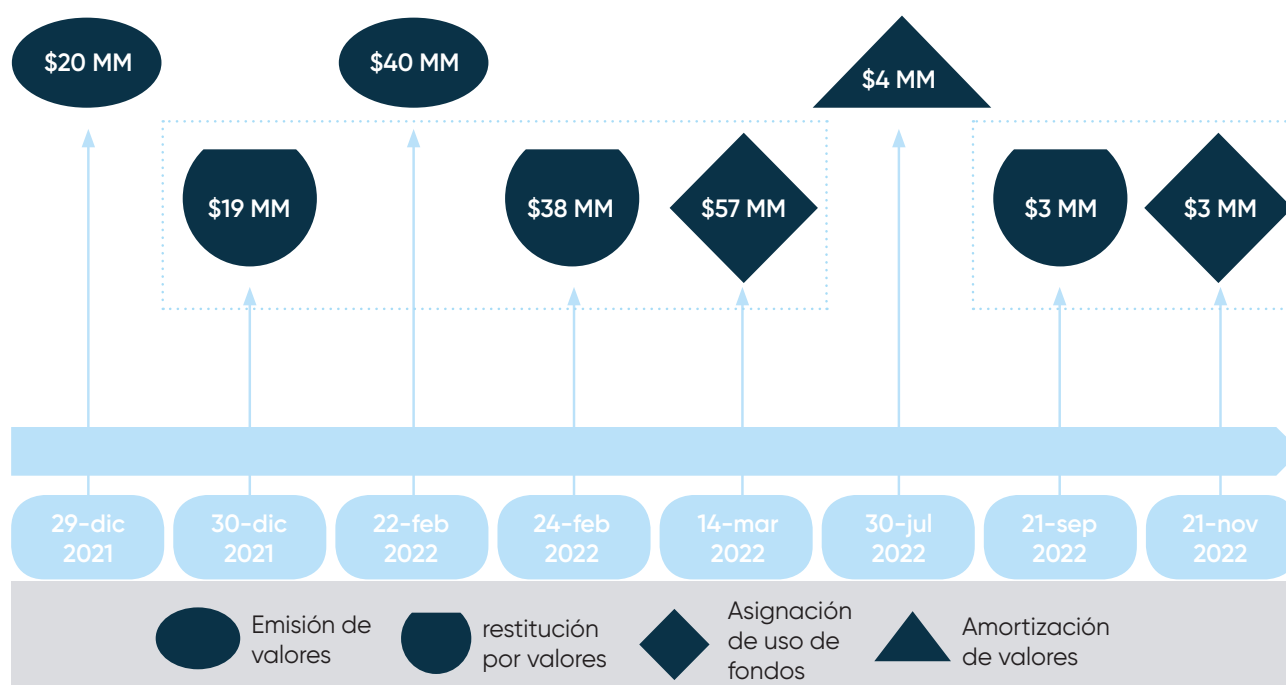 $20 MM
$40 MM
$4 MM
$19 MM
$38 MM
$57 MM
$3 MM
$3 MM
29-dic
2021
30-dic
2021
22-feb
2022
24-feb
2022
14-mar
2022
30-jul
2022
21-sep
2022
21-nov
2022
Emisión de
valores
restitución
por valores
Asignación
de uso de
fondos
Amortización
de valores